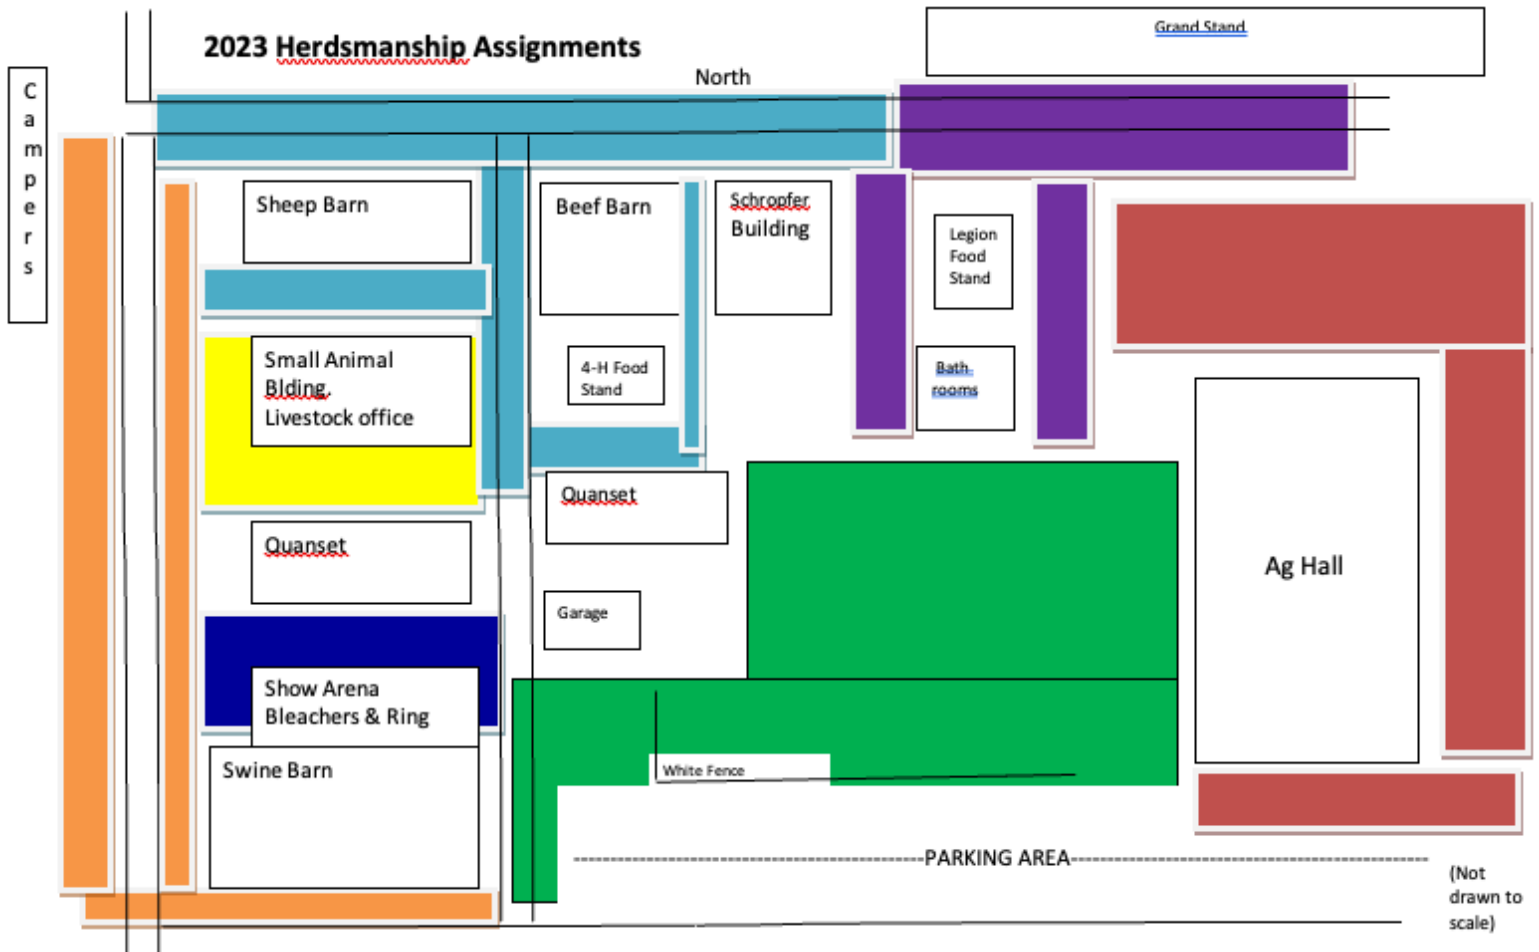 Grand Stand
2023 Herdsmanship Assignments
North
Campers
Sheep Barn
Beef Barn
Schropfer
Building
Legion
Food
Stand
Small Animal
Blding.
Livestock office
4-H Food
Stand
Bath
rooms
Quanset
Quanset
Ag Hall
Garage
Show Arena
Bleachers & Ring
Swine Barn
White Fence
PARKING AREA
(Not
drawn to
scale)